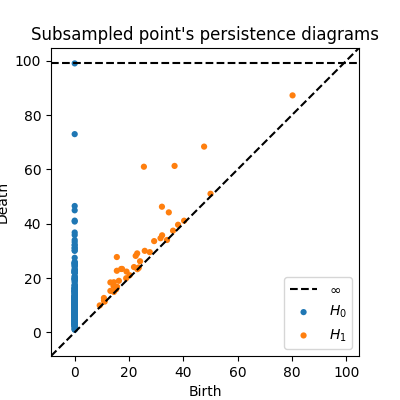 Subsampled point's persistence diagrams
100
80
60
40
20
0
Death
0 20 40 60 80 100
Birth
∞
H₀
H₁